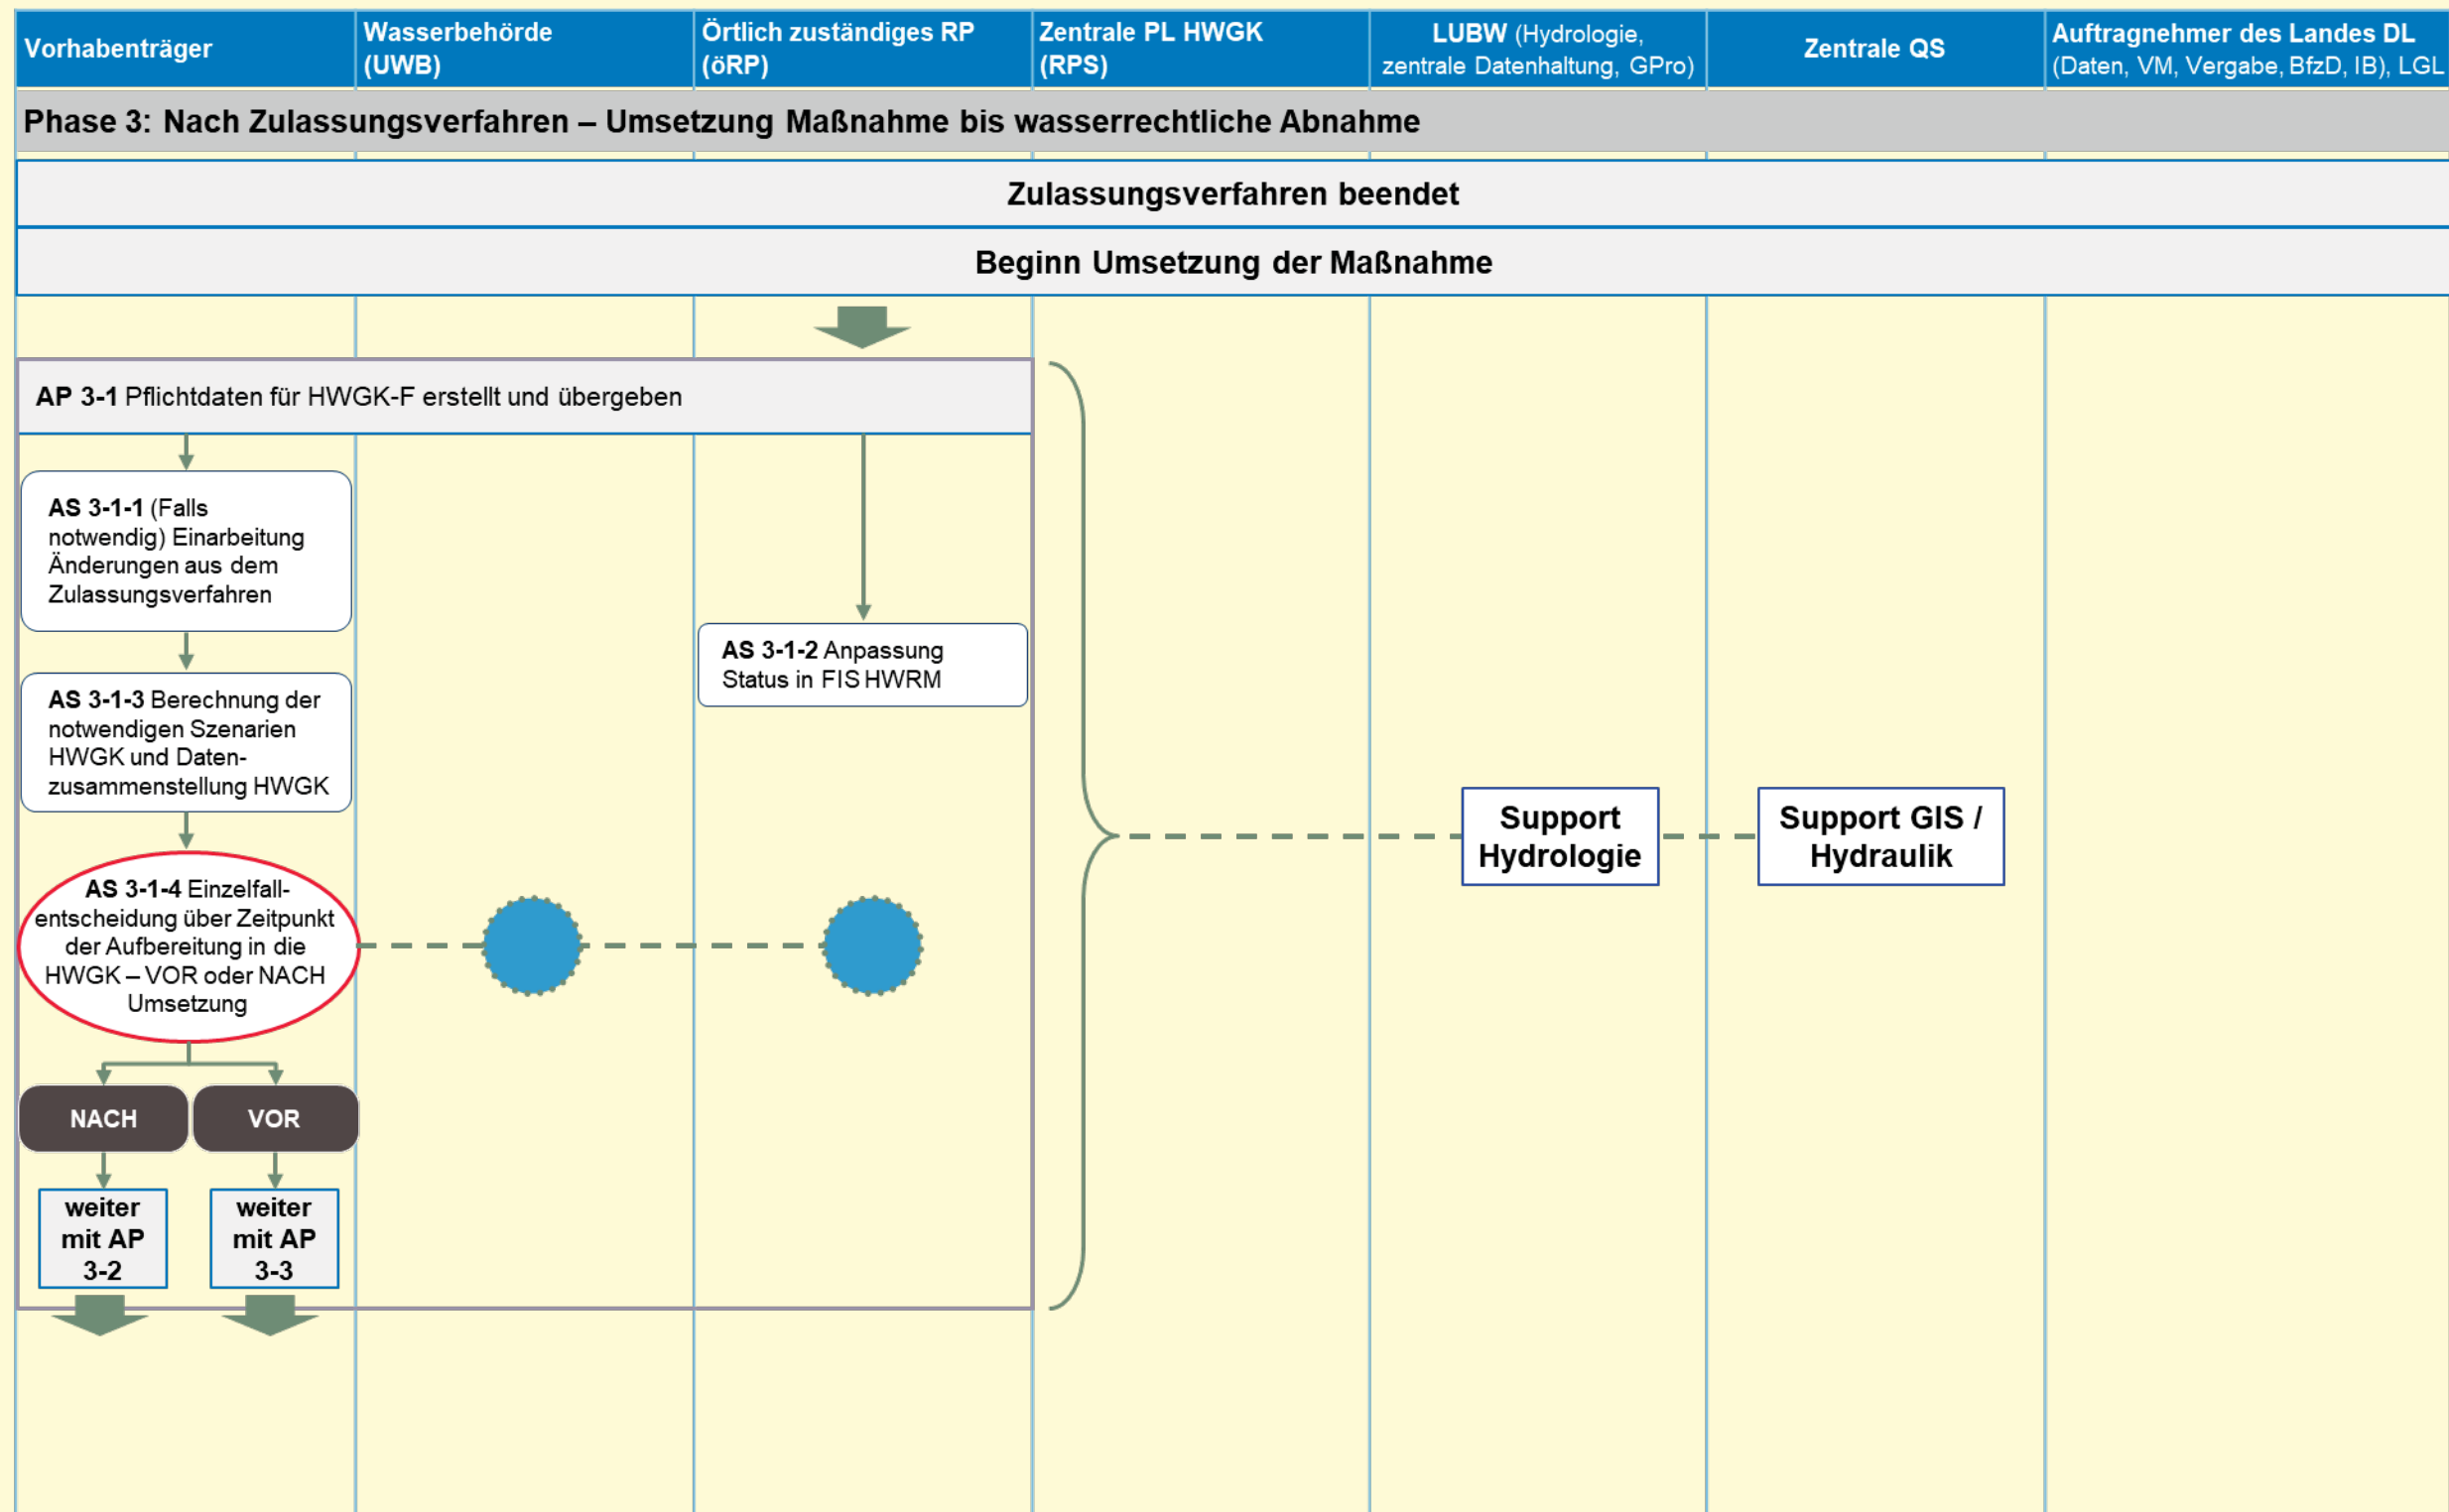 Vorhabenträger
Wasserbehörde
(UWB)
Örtlich zuständiges RP
(öRP)
Zentrale PL HWGK
(RPS)
LUBW (Hydrologie,
zentrale Datenhaltung, GPro)
Zentrale QS
Auftragnehmer des Landes DL
(Daten, VM, Vergabe, BfzD, IB), LGL
Phase 3: Nach Zulassungsverfahren – Umsetzung Maßnahme bis wasserrechtliche Abnahme
Zulassungsverfahren beendet
Beginn Umsetzung der Maßnahme
AP 3-1 Pflichtdaten für HWGK-F erstellt und übergeben
AS 3-1-1 (Falls
notwendig) Einarbeitung
Änderungen aus dem
Zulassungsverfahren
AS 3-1-2 Anpassung
Status in FIS HWRM
AS 3-1-3 Berechnung der
notwendigen Szenarien
HWGK und Daten-
zusammenstellung HWGK
Support
Hydrologie
Support GIS /
Hydraulik
AS 3-1-4 Einzelfall-
entscheidung über Zeitpunkt
der Aufbereitung in die
HWGK – VOR oder NACH
Umsetzung
NACH
VOR
weiter
mit AP
3-2
weiter
mit AP
3-3